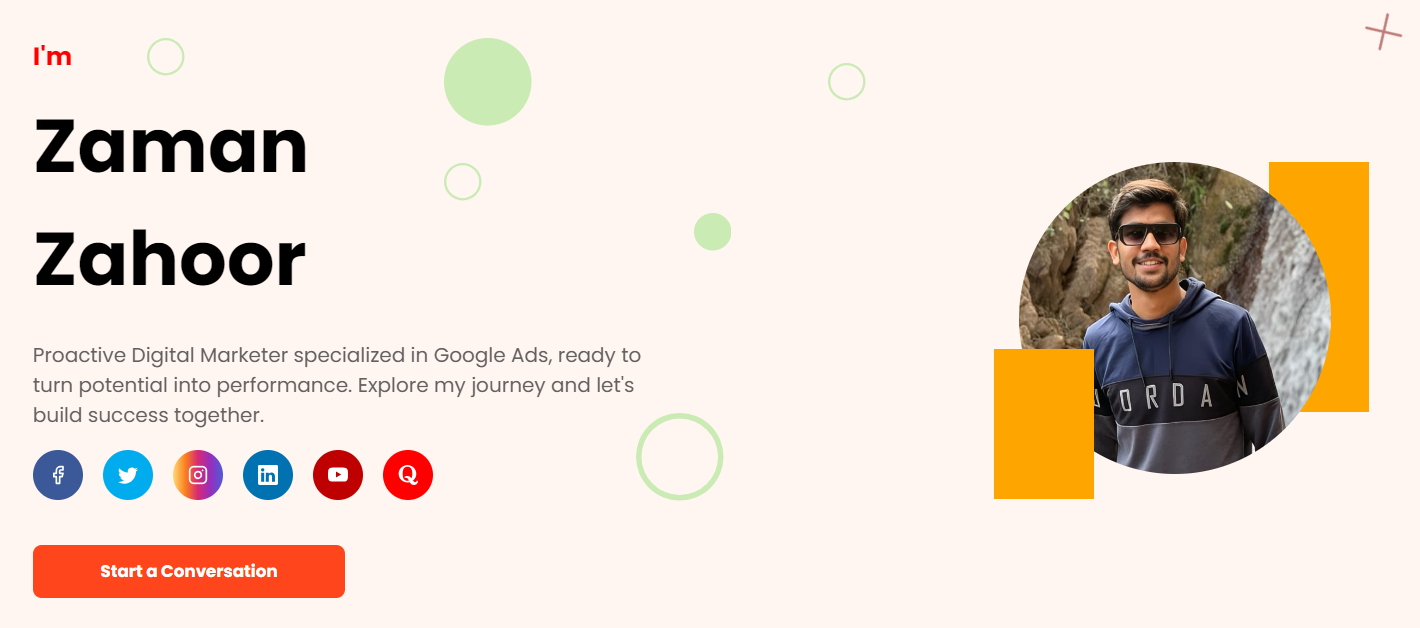 I'm
Zaman
Zahoor
Proactive Digital Marketer specialized in Google Ads, ready to
turn potential into performance. Explore my journey and let's
build success together.
Start a Conversation
JORDAN